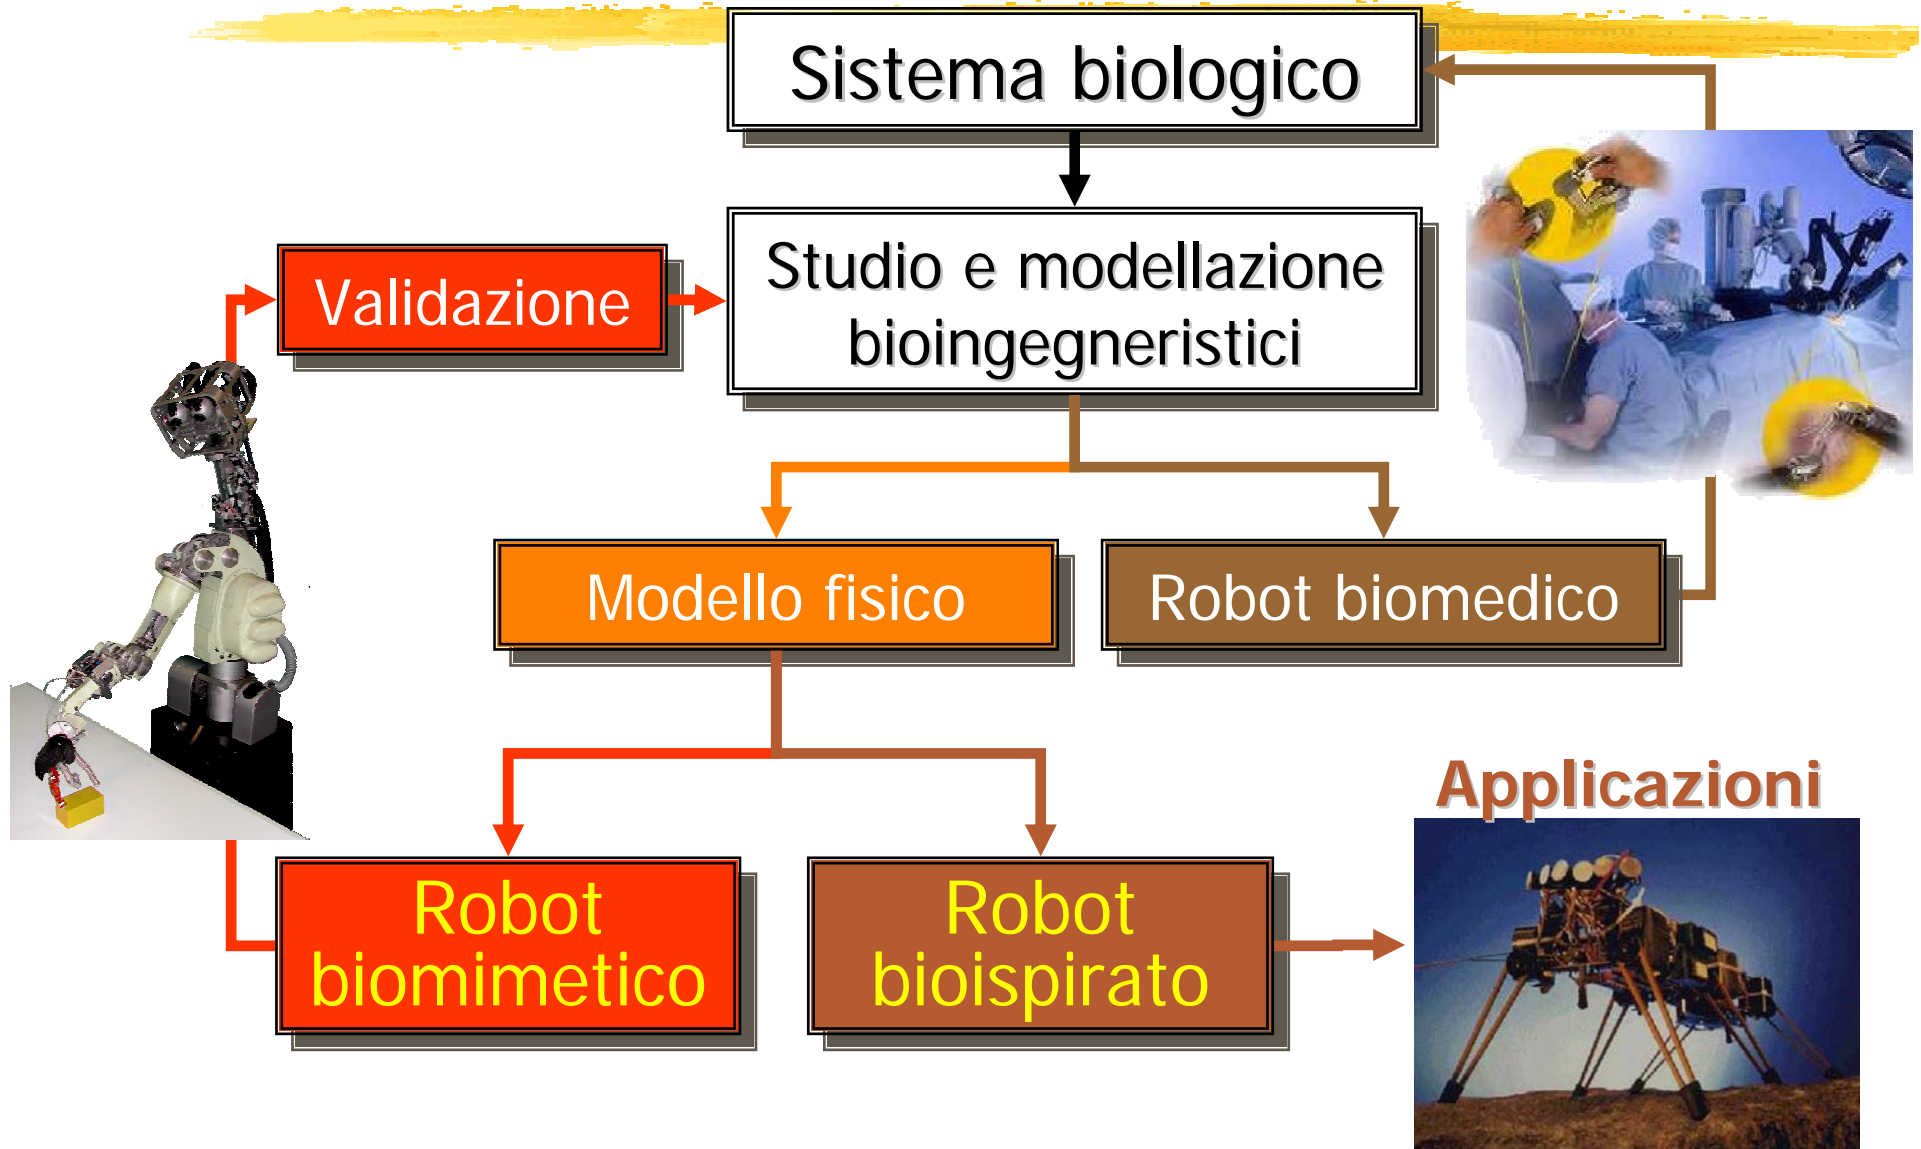 Sistema biologico
Studio e modellazione
bioingegneristici
Validazione
Modello fisico
Robot biomedico
Applicazioni
Robot
biomimetico
Robot
bioispirato